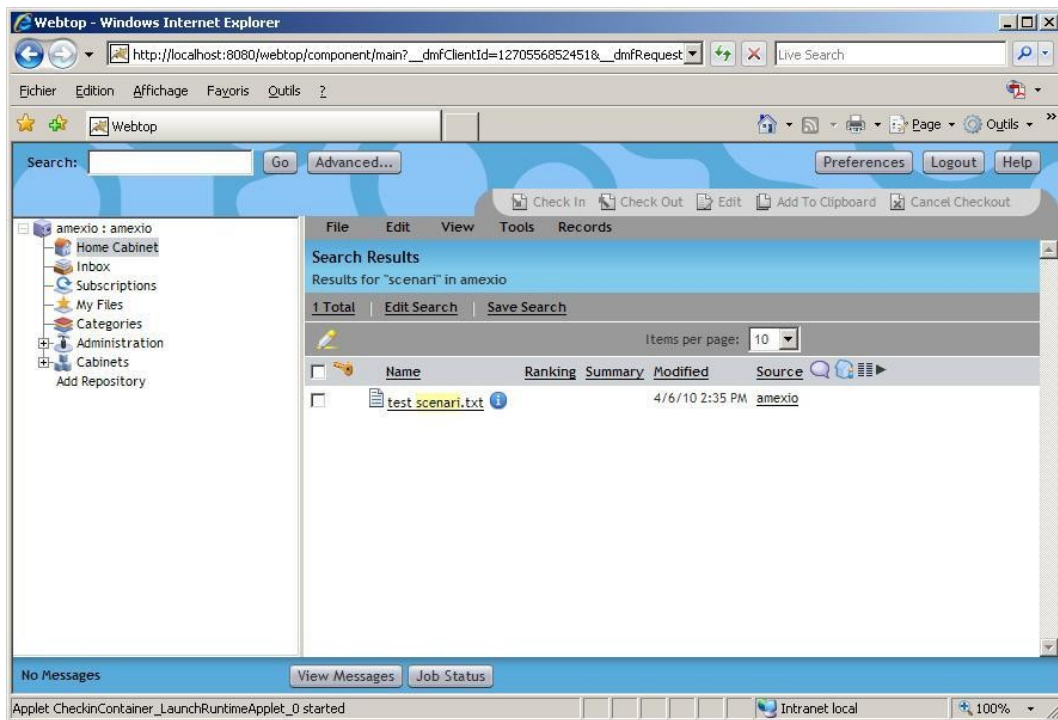 Webtop - Windows Internet Explorer
http://localhost:8080/webtop/component/main?__dmfClientId=1270556852451&__dmfRequest
Live Search
Eichier Edition Affichage Favoris Outils ?
Webtop
Page Outils »
Search: Go Advanced... Preferences Logout Help
Check In Check Out Edit Add To Clipboard Cancel Checkout
amexio : amexio
Home Cabinet
Inbox
Subscriptions
My Files
Categories
Administration
Cabinets
Add Repository
File Edit View Tools Records
Search Results
Results for "scenari" in amexio
1 Total | Edit Search | Save Search
Items per page: 10
Name Ranking Summary Modified Source
test scenari.txt 4/6/10 2:35 PM amexio
No Messages View Messages Job Status
Applet CheckinContainer_LaunchRuntimeApplet_0 started Intranet local 100%